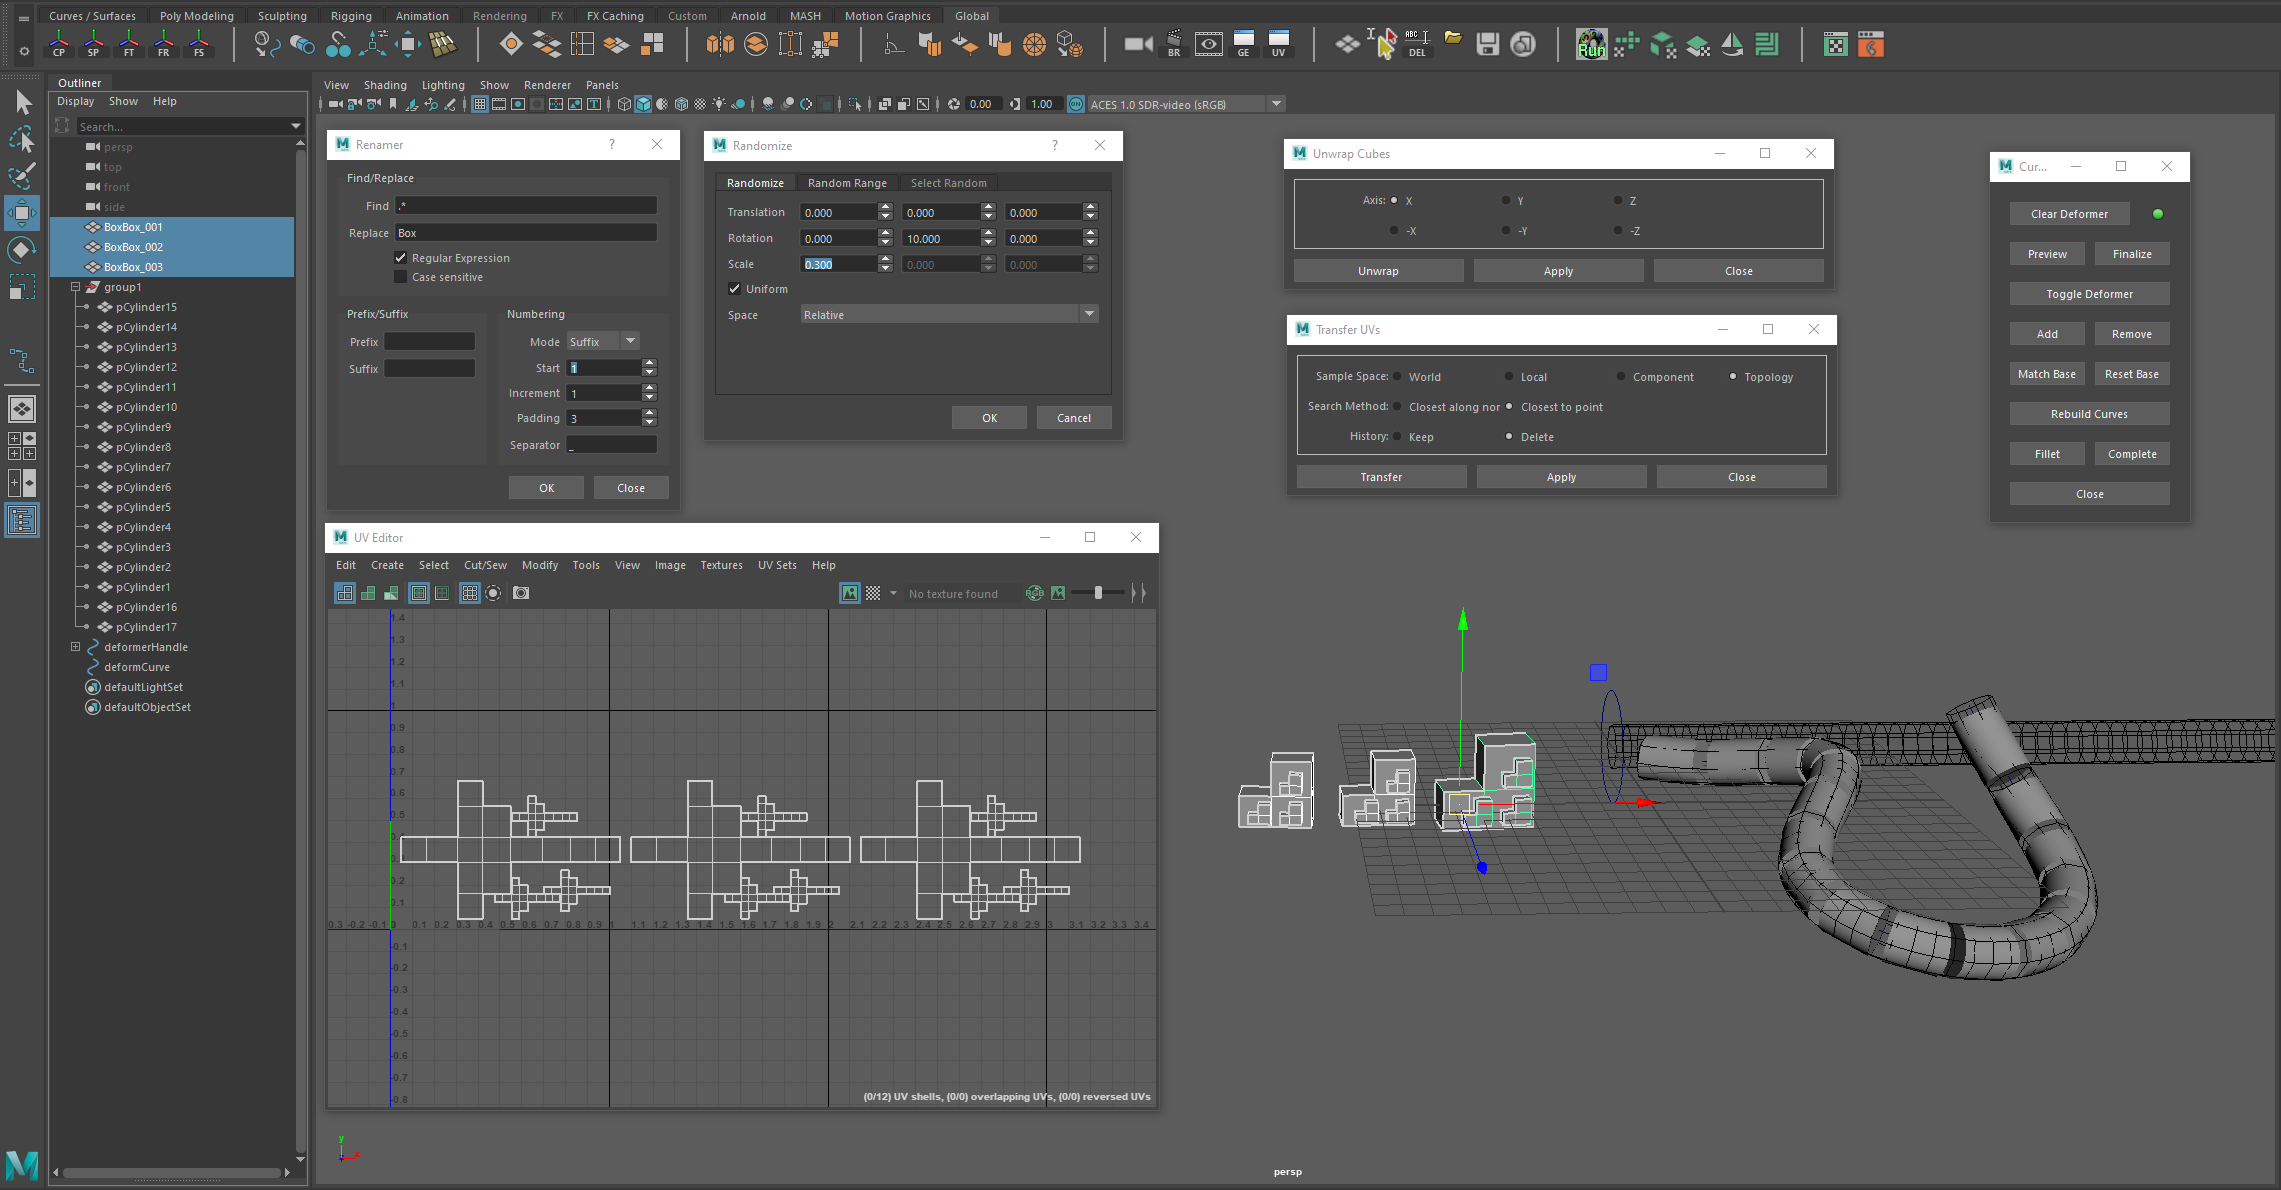 Curves / Surfaces Poly Modeling Sculpting Rigging Animation Rendering FX FX Caching Custom Arnold MASH Motion Graphics Global
CP SP FT FR FS BR GE UV ABC DEL Run
Outliner
Display Show Help
Search...
persp
top
front
side
BoxBox_001
BoxBox_002
BoxBox_003
group1
pCylinder15
pCylinder14
pCylinder13
pCylinder12
pCylinder11
pCylinder10
pCylinder9
pCylinder8
pCylinder7
pCylinder6
pCylinder5
pCylinder4
pCylinder3
pCylinder2
pCylinder1
pCylinder16
pCylinder17
deformerHandle
deformCurve
defaultLightSet
defaultObjectSet
View Shading Lighting Show Renderer Panels
0.00 1.00 ACES 1.0 SDR-video (sRGB)
Renamer ?
Find/Replace
Find .*
Replace Box
Regular Expression
Case sensitive
Prefix/Suffix
Prefix
Suffix
Numbering
Mode Suffix
Start 1
Increment 1
Padding 3
Separator _
OK Close
Randomize ?
Randomize Random Range Select Random
Translation 0.000 0.000 0.000
Rotation 0.000 10.000 0.000
Scale 0.300 0.000 0.000
Uniform
Space Relative
OK Cancel
Unwrap Cubes
Axis: X Y Z
-X -Y -Z
Unwrap Apply Close
Transfer UVs
Sample Space: World Local Component Topology
Search Method: Closest along nor Closest to point
History: Keep Delete
Transfer Apply Close
Cur...
Clear Deformer
Preview Finalize
Toggle Deformer
Add Remove
Match Base Reset Base
Rebuild Curves
Fillet Complete
Close
UV Editor
Edit Create Select Cut/Sew Modify Tools View Image Textures UV Sets Help
No texture found RGB
1.4
1.3
1.2
1.1
1
0.9
0.8
0.7
0.6
0.5
0.4
0.3
0.2
0.1
0.3 -0.2 -0.1 0 0.1 0.2 0.3 0.4 0.5 0.6 0.7 0.8 0.9 1 1.1 1.2 1.3 1.4 1.5 1.6 1.7 1.8 1.9 2 2.1 2.2 2.3 2.4 2.5 2.6 2.7 2.8 2.9 3 3.1 3.2 3.3 3.4
-0.1
-0.2
-0.3
-0.4
-0.5
-0.6
-0.7
-0.8
(0/12) UV shells, (0/0) overlapping UVs, (0/0) reversed UVs
y
persp